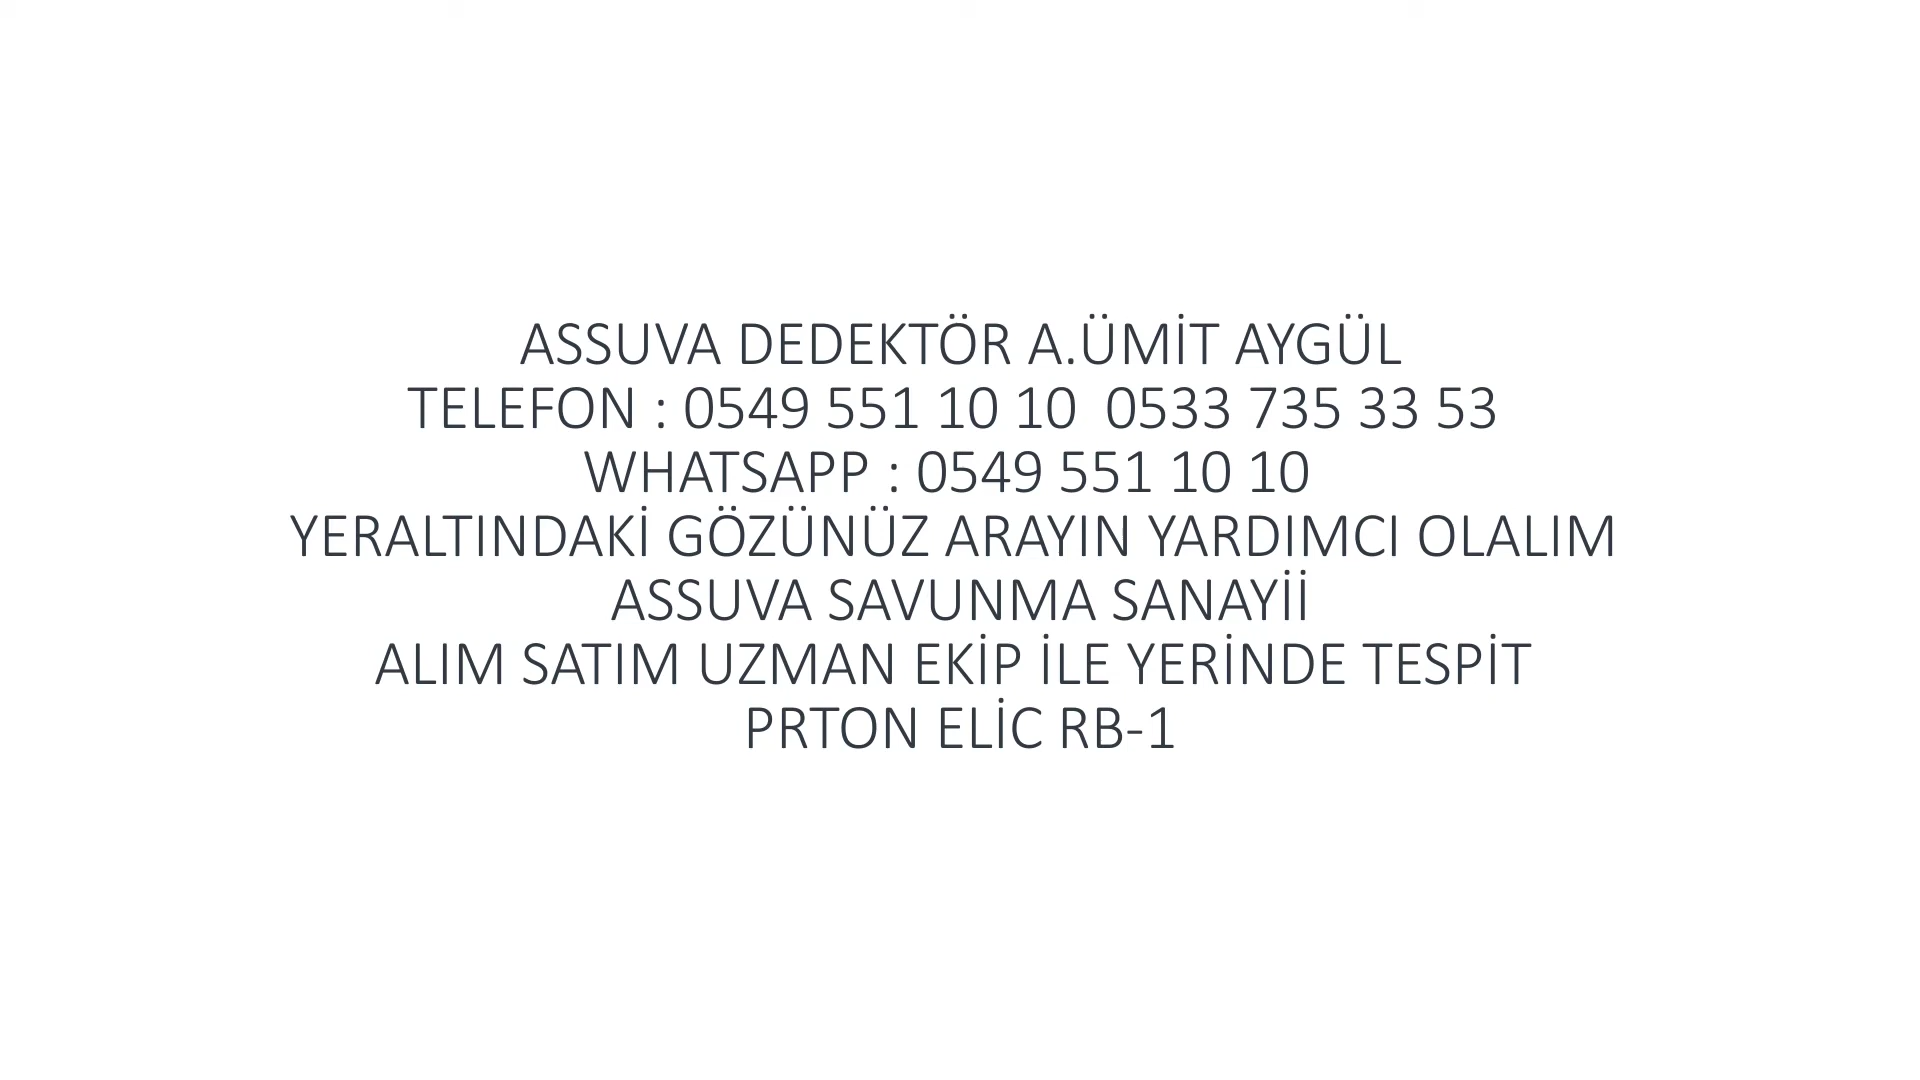 ASSUVA DEDEKTÖR A.ÜMİT AYGÜL
TELEFON : 0549 551 10 10  0533 735 33 53
WHATSAPP : 0549 551 10 10
YERALTINDAKİ GÖZÜNÜZ ARAYIN YARDIMCI OLALIM
ASSUVA SAVUNMA SANAYİİ
ALIM SATIM UZMAN EKİP İLE YERİNDE TESPİT
PRTON ELİC RB-1